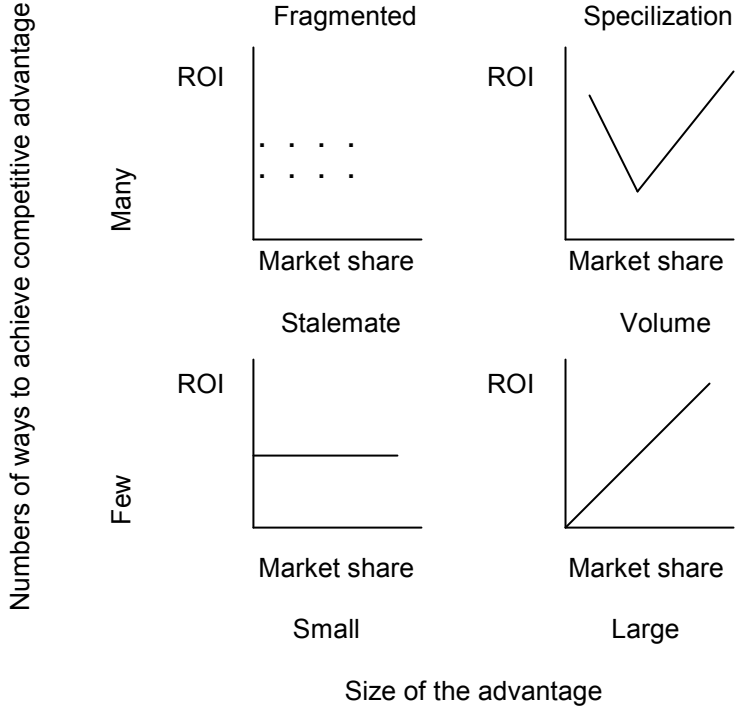 Numbers of ways to achieve competitive advantage
Many
Few
Fragmented
ROI
Market share
Specilization
ROI
Market share
Stalemate
ROI
Market share
Volume
ROI
Market share
Small
Large
Size of the advantage